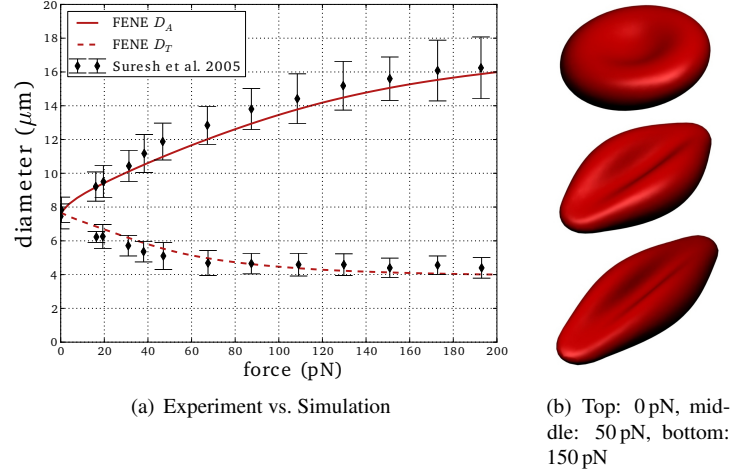 FENE D_A
FENE D_T
Suresh et al. 2005
18
16
14
12
10
8
6
4
2
0
diameter (μm)
0 20 40 60 80 100 120 140 160 180 200
force (pN)
(a) Experiment vs. Simulation
(b) Top: 0 pN, mid-
dle: 50 pN, bottom:
150 pN